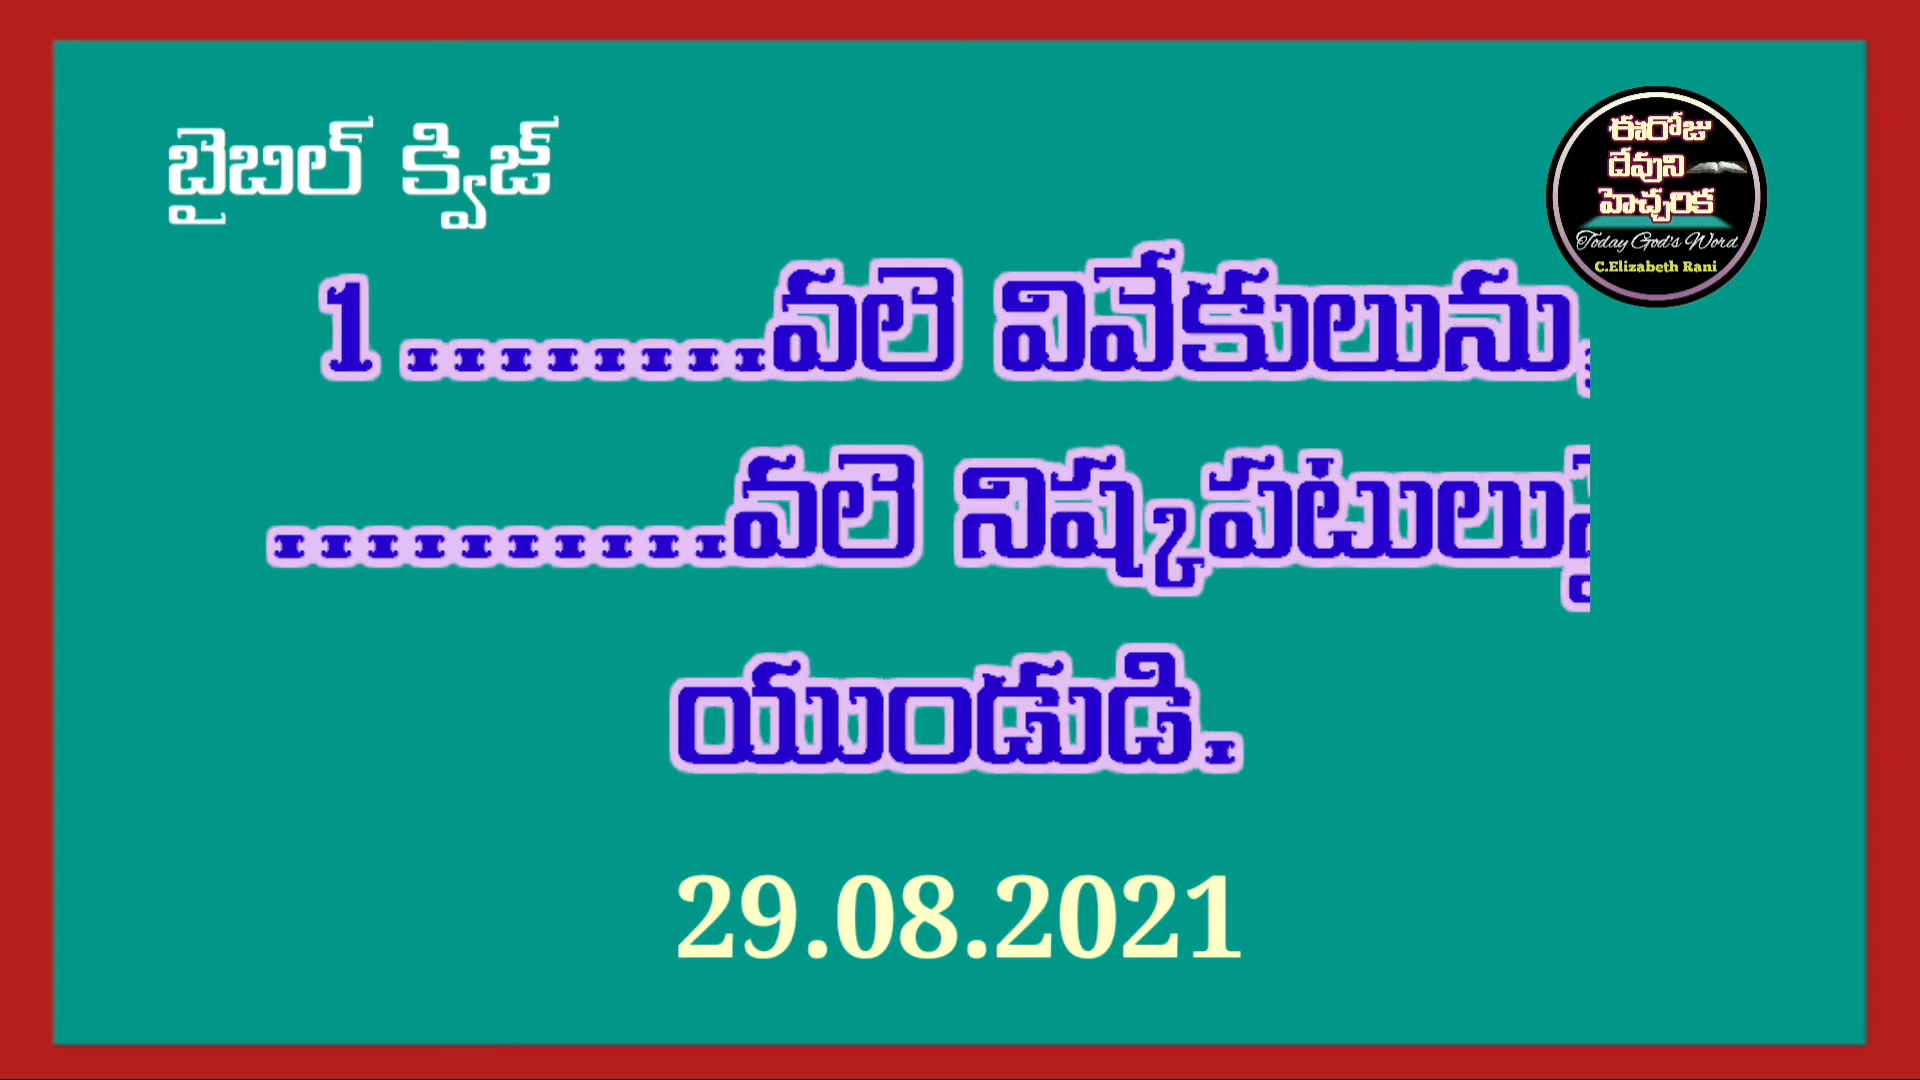 బైబిల్ క్విజ్
ఈరోజు
దేవుని
హెచ్చరిక
Today God's Word
C.Elizabeth Rani
1 ........వలె వివేకులును,
..........వలె నిష్కపటులున
యుండుడి.
29.08.2021